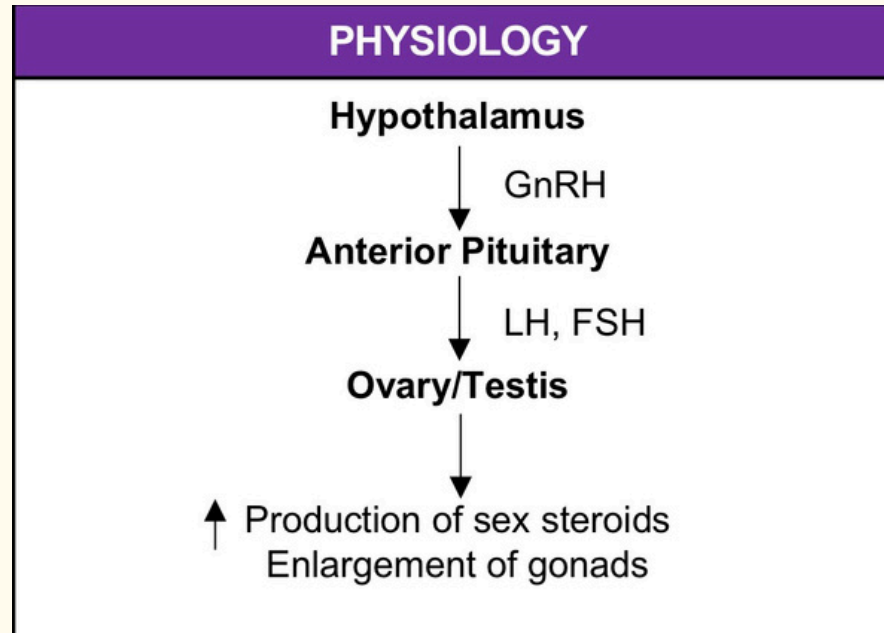 PHYSIOLOGY
Hypothalamus
GnRH
Anterior Pituitary
LH, FSH
Ovary/Testis
Production of sex steroids
Enlargement of gonads